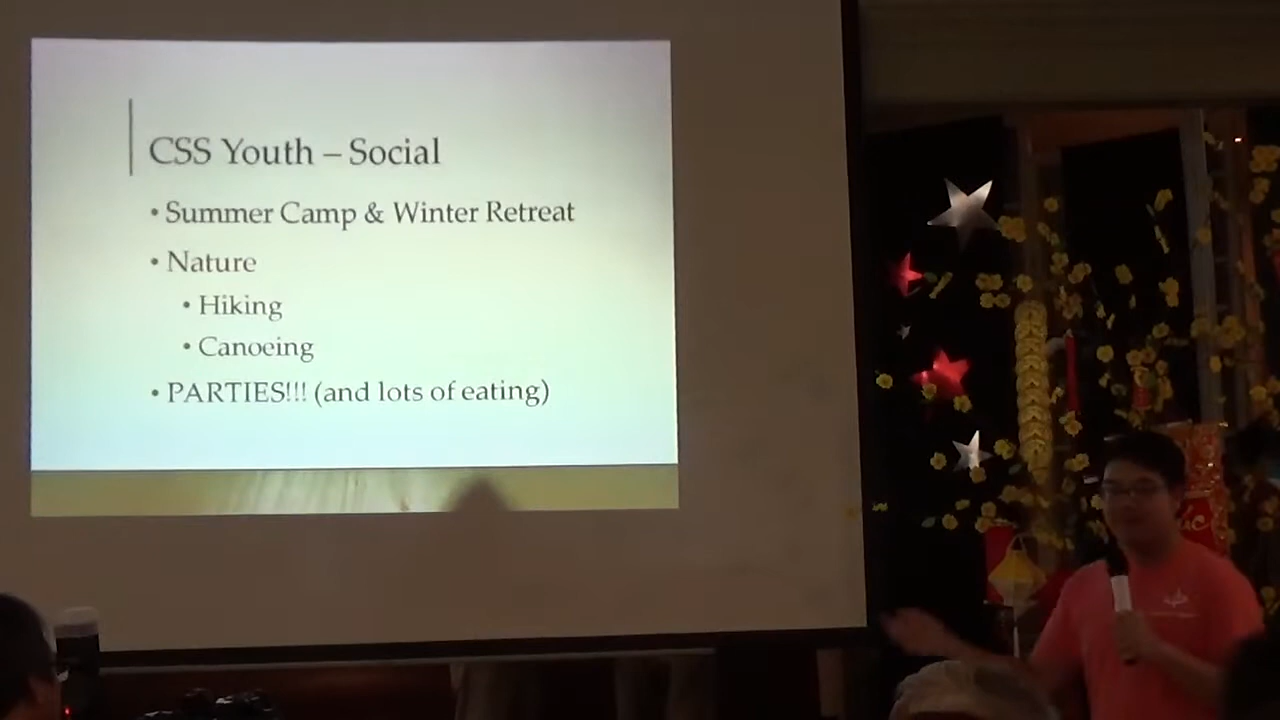 CSS Youth – Social
• Summer Camp & Winter Retreat
• Nature
• Hiking
• Canoeing
• PARTIES!!! (and lots of eating)